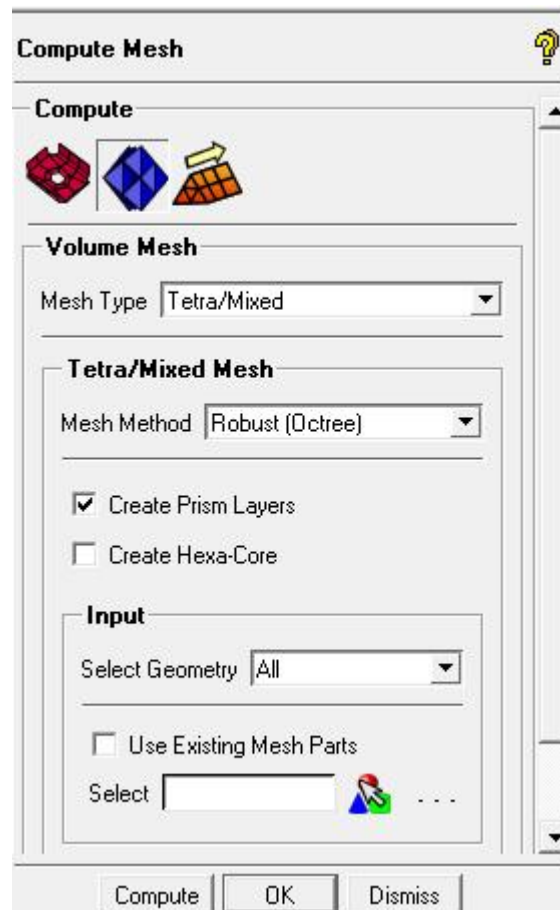 Compute Mesh
Compute
Volume Mesh
Mesh Type Tetra/Mixed
Tetra/Mixed Mesh
Mesh Method Robust (Octree)
Create Prism Layers
Create Hexa-Core
Input
Select Geometry All
Use Existing Mesh Parts
Select ...
Compute OK Dismiss